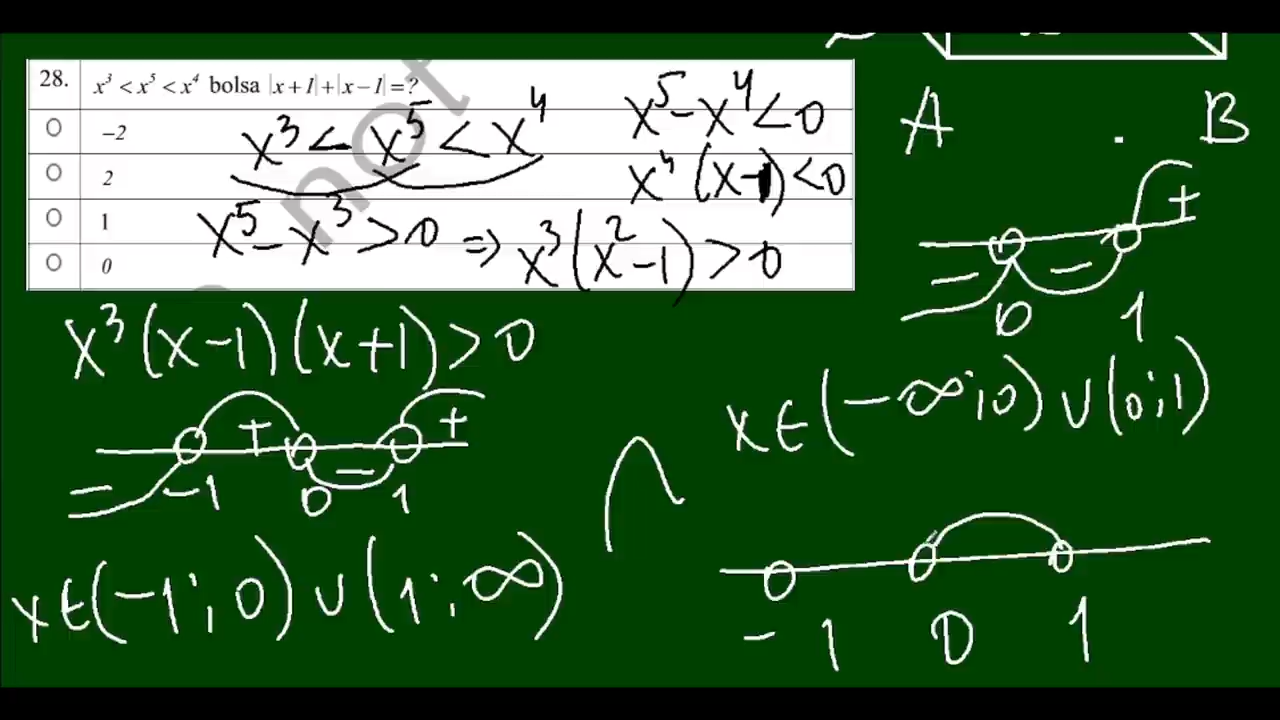 28. x³ < x⁵ < x⁴ bolsa |x+1|+|x−1|=?
−2
2
1
0
not
x³ < x⁵ < x⁴
x⁵ − x⁴ < 0
x⁴ (x−1) < 0
x⁵ − x³ > 0 ⇒ x³(x²−1) > 0
x³(x−1)(x+1) > 0
− + − +
−1 0 1
x∈(−1;0)∪(1;∞)
A . B
− − +
0 1
x∈(−∞;0)∪(0;1)
−1 0 1